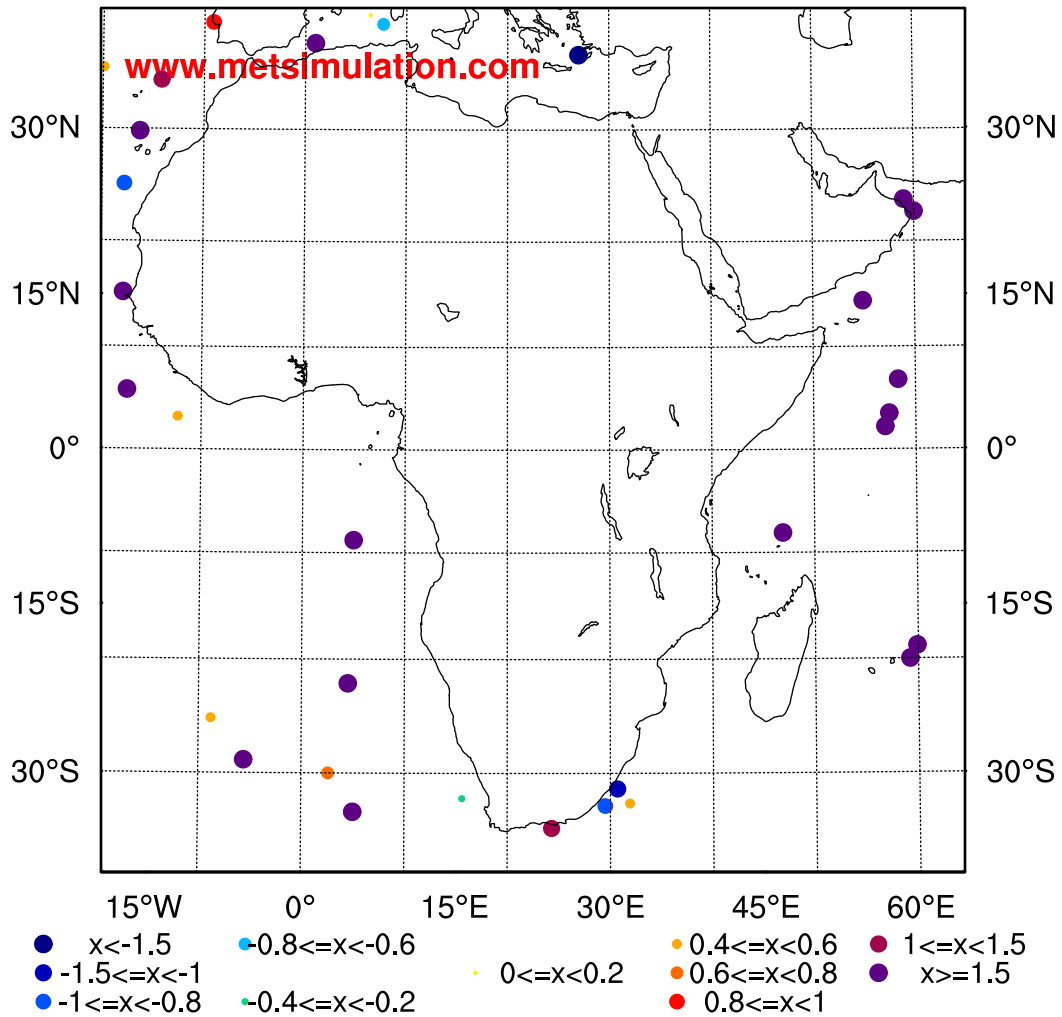 www.metsimulation.com
30°N 30°N
15°N 15°N
0° 0°
15°S 15°S
30°S 30°S
15°W 0° 15°E 30°E 45°E 60°E
x<-1.5 -0.8<=x<-0.6 0.4<=x<0.6 1<=x<1.5
-1.5<=x<-1 0<=x<0.2 0.6<=x<0.8 x>=1.5
-1<=x<-0.8 -0.4<=x<-0.2 0.8<=x<1